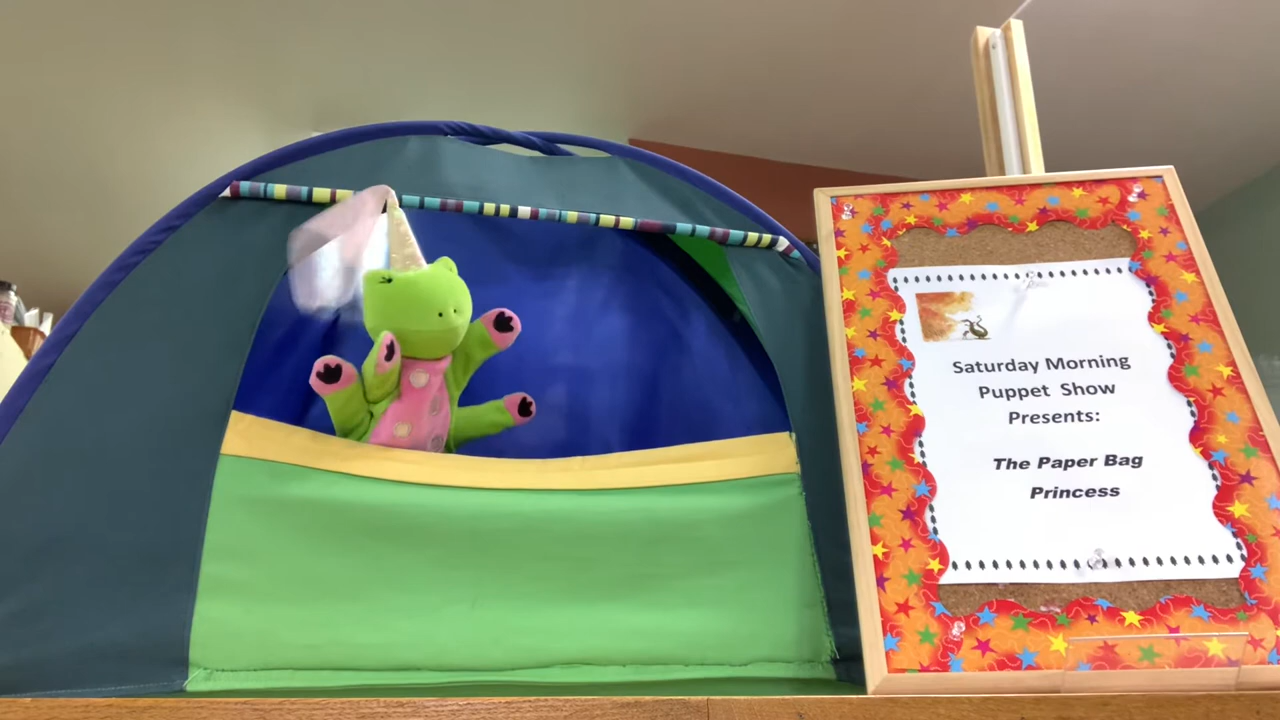 Saturday Morning
Puppet Show
Presents:
The Paper Bag
Princess